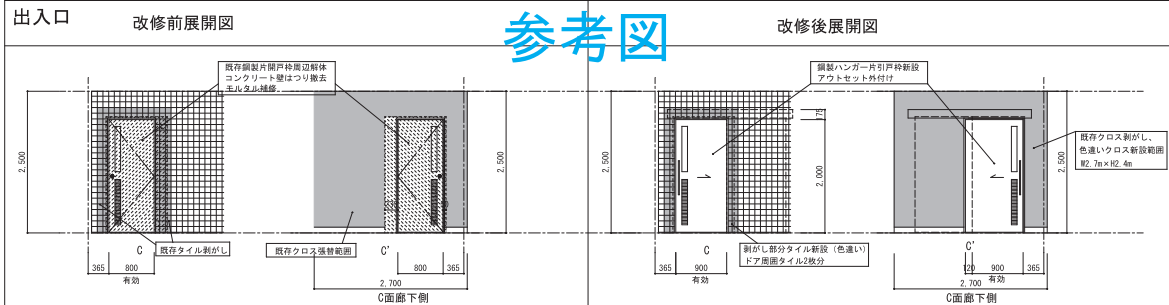 出入口
改修前展開図
参考図
改修後展開図
既存鋼製片開戸枠周辺解体
コンクリート壁はつり撤去
モルタル補修
2,500
2,500
既存タイル剥がし
既存クロス張替範囲
C
C'
365
800
有効
800
365
2,700
C面廊下側
鋼製ハンガー片引戸枠新設
アウトセット外付け
175
2,500
2,000
2,500
既存クロス剥がし、
色違いクロス新設範囲
W2.7m×H2.4m
剥がし部分タイル新設（色違い）
ドア周囲タイル2枚分
C
C'
365
900
有効
120
900
365
有効
2,700
C面廊下側